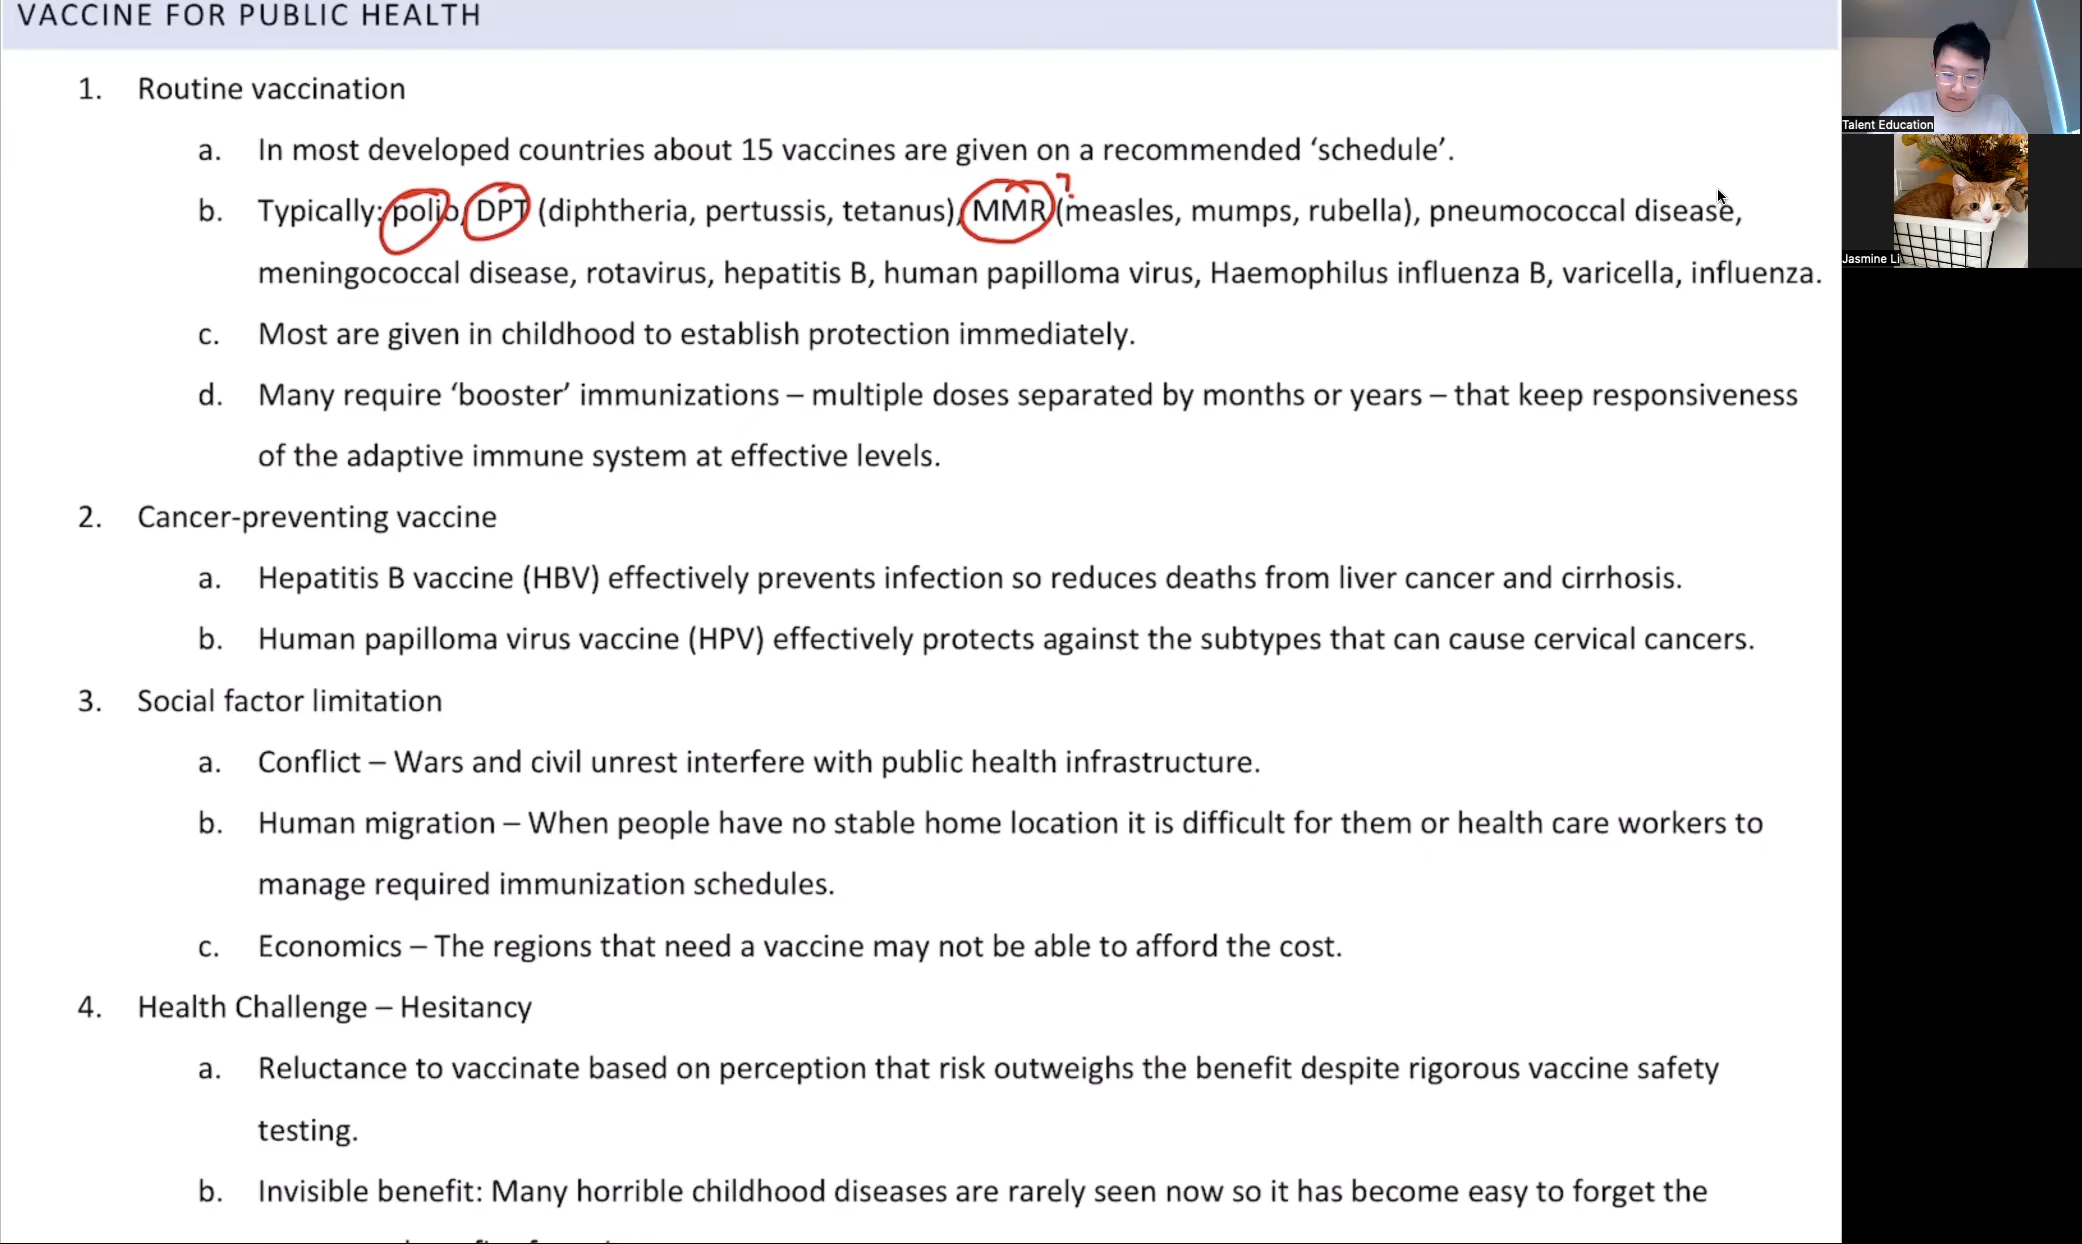 VACCINE FOR PUBLIC HEALTH
1. Routine vaccination
a. In most developed countries about 15 vaccines are given on a recommended ‘schedule’.
?
b. Typically: polio, DPT (diphtheria, pertussis, tetanus), MMR (measles, mumps, rubella), pneumococcal disease,
meningococcal disease, rotavirus, hepatitis B, human papilloma virus, Haemophilus influenza B, varicella, influenza.
c. Most are given in childhood to establish protection immediately.
d. Many require ‘booster’ immunizations – multiple doses separated by months or years – that keep responsiveness
of the adaptive immune system at effective levels.
2. Cancer-preventing vaccine
a. Hepatitis B vaccine (HBV) effectively prevents infection so reduces deaths from liver cancer and cirrhosis.
b. Human papilloma virus vaccine (HPV) effectively protects against the subtypes that can cause cervical cancers.
3. Social factor limitation
a. Conflict – Wars and civil unrest interfere with public health infrastructure.
b. Human migration – When people have no stable home location it is difficult for them or health care workers to
manage required immunization schedules.
c. Economics – The regions that need a vaccine may not be able to afford the cost.
4. Health Challenge – Hesitancy
a. Reluctance to vaccinate based on perception that risk outweighs the benefit despite rigorous vaccine safety
testing.
b. Invisible benefit: Many horrible childhood diseases are rarely seen now so it has become easy to forget the
Talent Education
Jasmine Li